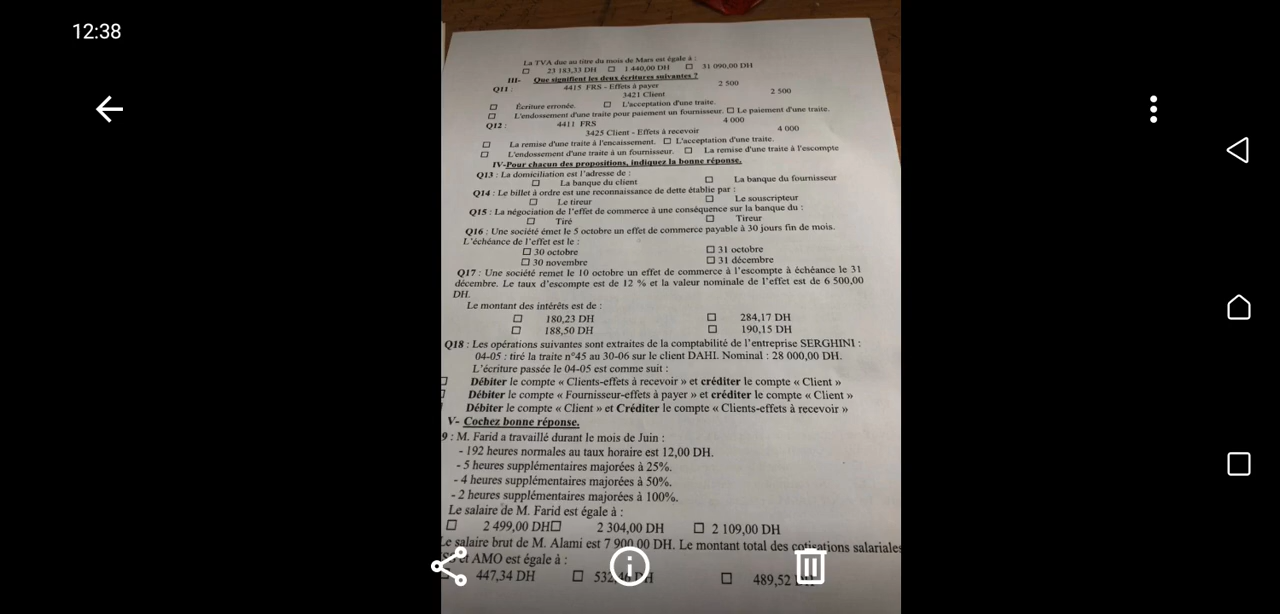 12:38
La TVA due au titre du mois de Mars est égale à :
☐ 23 183,33 DH ☐ 1 440,00 DH ☐ 31 090,00 DH
III- Que signifient les deux écritures suivantes ?
Q11 : 4415 FRS - Effets à payer 2 500
3421 Client 2 500
☐ Écriture erronée. ☐ L'acceptation d'une traite.
☐ L'endossement d'une traite pour paiement un fournisseur. ☐ Le paiement d'une traite.
Q12 : 4411 FRS 4 000
3425 Client - Effets à recevoir 4 000
☐ La remise d'une traite à l'encaissement. ☐ L'acceptation d'une traite.
☐ L'endossement d'une traite à un fournisseur. ☐ La remise d'une traite à l'escompte
IV-Pour chacun des propositions, indiquez la bonne réponse.
Q13 : La domiciliation est l'adresse de :
☐ La banque du client ☐ La banque du fournisseur
Q14 : Le billet à ordre est une reconnaissance de dette établie par :
☐ Le tireur ☐ Le souscripteur
Q15 : La négociation de l'effet de commerce à une conséquence sur la banque du :
☐ Tiré ☐ Tireur
Q16 : Une société émet le 5 octobre un effet de commerce payable à 30 jours fin de mois.
L'échéance de l'effet est le :
☐ 30 octobre ☐ 31 octobre
☐ 30 novembre ☐ 31 décembre
Q17 : Une société remet le 10 octobre un effet de commerce à l'escompte à échéance le 31
décembre. Le taux d'escompte est de 12 % et la valeur nominale de l'effet est de 6 500,00
DH.
Le montant des intérêts est de :
☐ 180,23 DH ☐ 284,17 DH
☐ 188,50 DH ☐ 190,15 DH
Q18 : Les opérations suivantes sont extraites de la comptabilité de l'entreprise SERGHINI :
04-05 : tiré la traite n°45 au 30-06 sur le client DAHI. Nominal : 28 000,00 DH.
L'écriture passée le 04-05 est comme suit :
☐ Débiter le compte « Clients-effets à recevoir » et créditer le compte « Client »
☐ Débiter le compte « Fournisseur-effets à payer » et créditer le compte « Client »
Débiter le compte « Client » et Créditer le compte « Clients-effets à recevoir »
V- Cochez bonne réponse.
9 : M. Farid a travaillé durant le mois de Juin :
- 192 heures normales au taux horaire est 12,00 DH.
- 5 heures supplémentaires majorées à 25%.
- 4 heures supplémentaires majorées à 50%.
- 2 heures supplémentaires majorées à 100%.
Le salaire de M. Farid est égale à :
☐ 2 499,00 DH☐ 2 304,00 DH ☐ 2 109,00 DH
Le salaire brut de M. Alami est 7 900,00 DH. Le montant total des cotisations salariales
et AMO est égale à :
447,34 DH ☐ DH ☐ 489,52